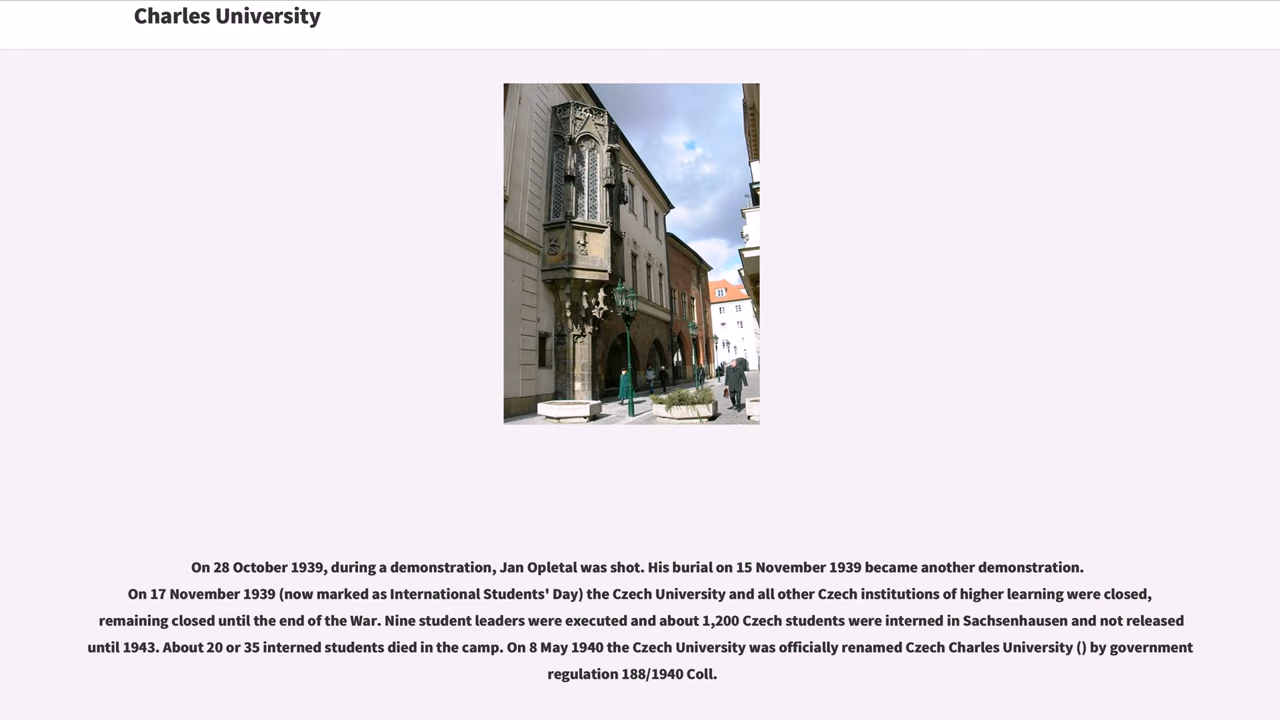 Charles University
On 28 October 1939, during a demonstration, Jan Opletal was shot. His burial on 15 November 1939 became another demonstration.
On 17 November 1939 (now marked as International Students' Day) the Czech University and all other Czech institutions of higher learning were closed,
remaining closed until the end of the War. Nine student leaders were executed and about 1,200 Czech students were interned in Sachsenhausen and not released
until 1943. About 20 or 35 interned students died in the camp. On 8 May 1940 the Czech University was officially renamed Czech Charles University () by government
regulation 188/1940 Coll.